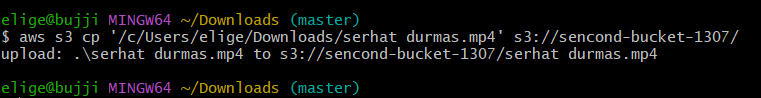 elige@bujji MINGW64 ~/Downloads (master)
$ aws s3 cp '/c/Users/elige/Downloads/serhat durmas.mp4' s3://sencond-bucket-1307/
upload: .\serhat durmas.mp4 to s3://sencond-bucket-1307/serhat durmas.mp4
elige@bujji MINGW64 ~/Downloads (master)